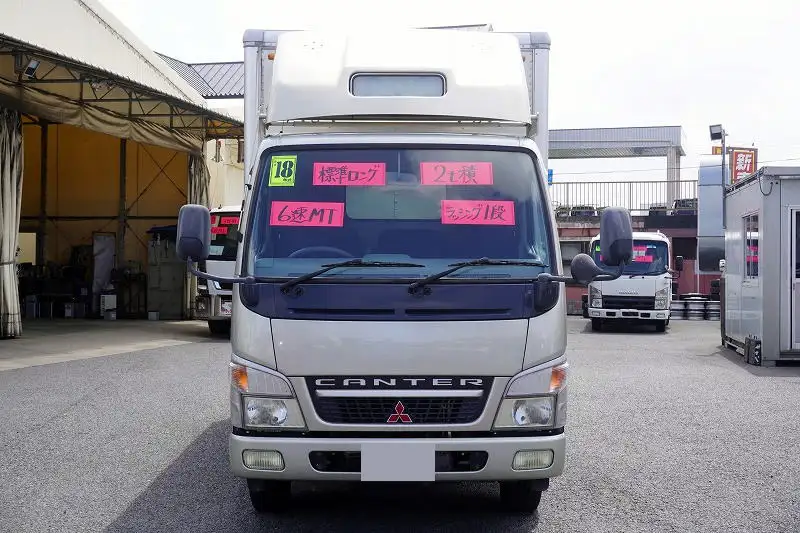 18
標準ロング
2t積
6速MT
ラッシング1段
CANTER
新